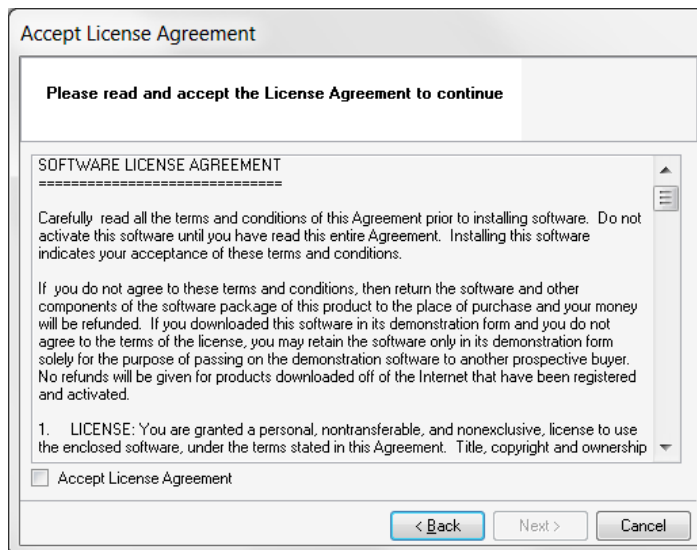 Accept License Agreement
Please read and accept the License Agreement to continue
SOFTWARE LICENSE AGREEMENT
==============================
Carefully  read all the terms and conditions of this Agreement prior to installing software.  Do not
activate this software until you have read this entire Agreement.  Installing this software
indicates your acceptance of these terms and conditions.
If  you do not agree to these terms and conditions, then return the software and other
components of the software package of this product to the place of purchase and your money
will be refunded.  If you downloaded this software in its demonstration form and you do not
agree to the terms of the license, you may retain the software only in its demonstration form
solely for the purpose of passing on the demonstration software to another prospective buyer.
No refunds will be given for products downloaded off of the Internet that have been registered
and activated.
1.    LICENSE: You are granted a personal, nontransferable, and nonexclusive, license to use
the enclosed software, under the terms stated in this Agreement.  Title, copyright and ownership
Accept License Agreement
< Back
Next >
Cancel